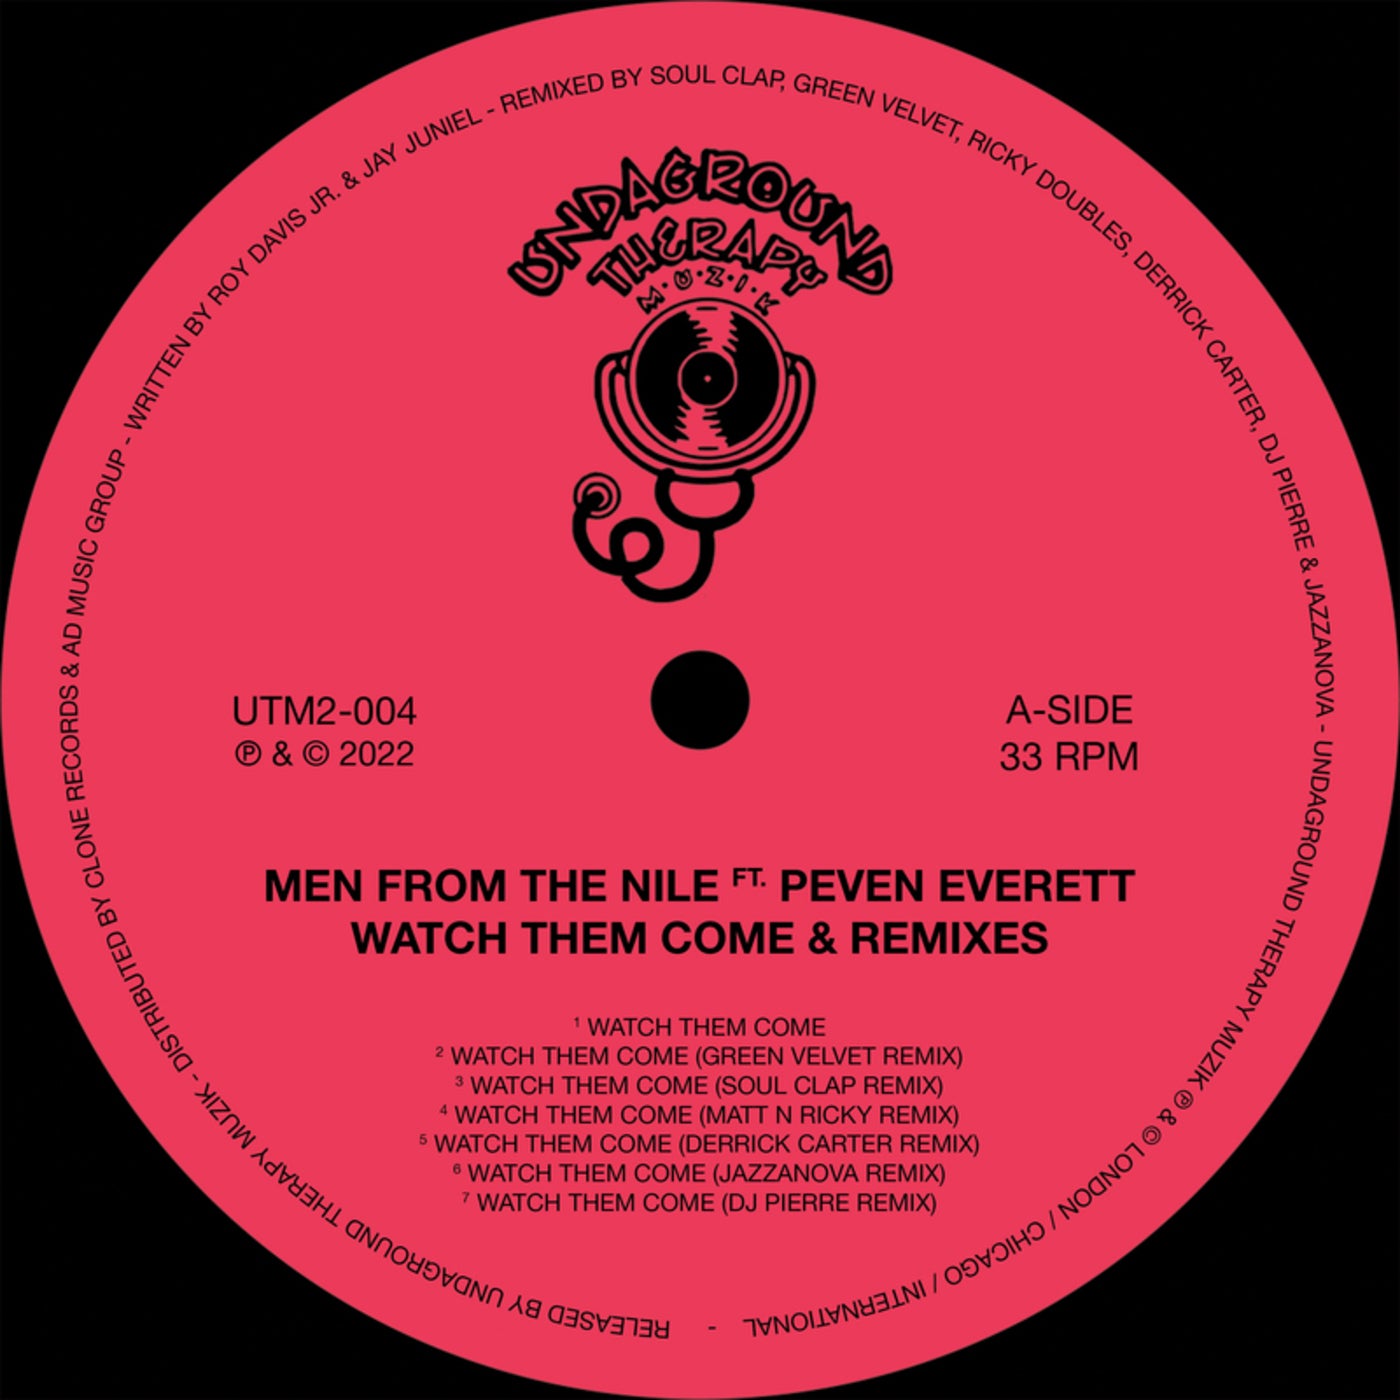 RELEASED BY UNDAGROUND THERAPY MUZIK - DISTRIBUTED BY CLONE RECORDS & AD MUSIC GROUP - WRITTEN BY ROY DAVIS JR. & JAY JUNIEL - REMIXED BY SOUL CLAP, GREEN VELVET, RICKY DOUBLES, DERRICK CARTER, DJ PIERRE & JAZZANOVA - UNDAGROUND THERAPY MUZIK ℗ & © LONDON / CHICAGO / INTERNATIONAL -
UNDAGROUND
THERAPY
M·U·Z·I·K
UTM2-004
℗ & © 2022
A-SIDE
33 RPM
MEN FROM THE NILE FT. PEVEN EVERETT
WATCH THEM COME & REMIXES
¹ WATCH THEM COME
² WATCH THEM COME (GREEN VELVET REMIX)
³ WATCH THEM COME (SOUL CLAP REMIX)
⁴ WATCH THEM COME (MATT N RICKY REMIX)
⁵ WATCH THEM COME (DERRICK CARTER REMIX)
⁶ WATCH THEM COME (JAZZANOVA REMIX)
⁷ WATCH THEM COME (DJ PIERRE REMIX)